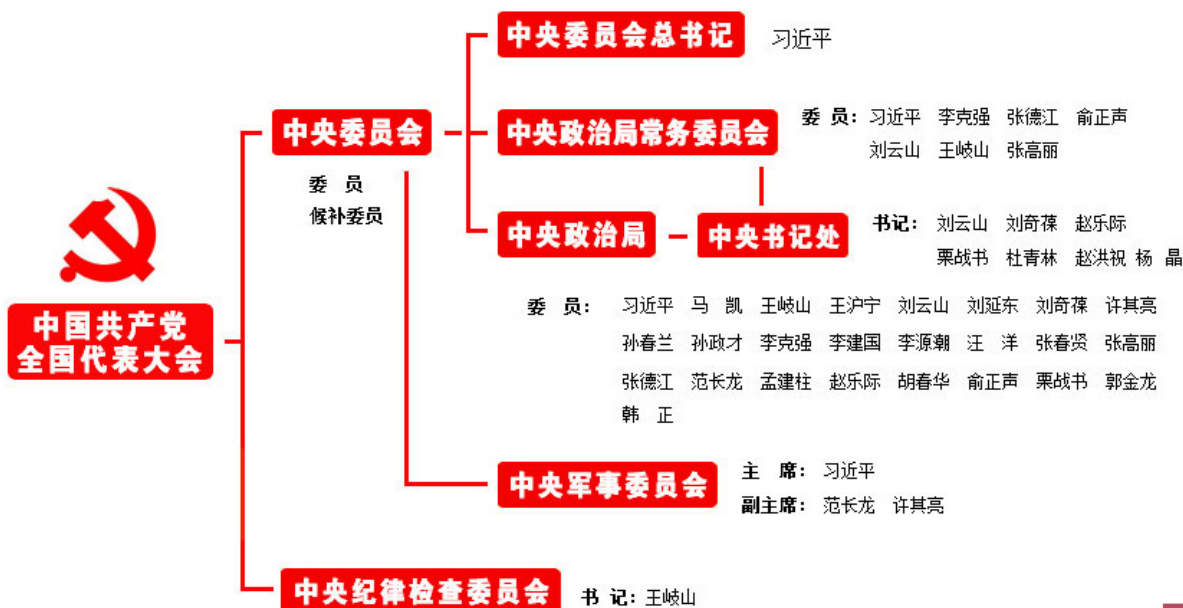 中央委员会总书记 习近平
中央委员会
委 员
候补委员
中央政治局常务委员会
委 员： 习近平 李克强 张德江 俞正声
刘云山 王岐山 张高丽
中央政治局
中央书记处
书记： 刘云山 刘奇葆 赵乐际
栗战书 杜青林 赵洪祝 杨 晶
中国共产党
全国代表大会
委 员： 习近平 马 凯 王岐山 王沪宁 刘云山 刘延东 刘奇葆 许其亮
孙春兰 孙政才 李克强 李建国 李源潮 汪 洋 张春贤 张高丽
张德江 范长龙 孟建柱 赵乐际 胡春华 俞正声 栗战书 郭金龙
韩 正
中央军事委员会
主 席： 习近平
副主席： 范长龙 许其亮
中央纪律检查委员会 书 记：王岐山